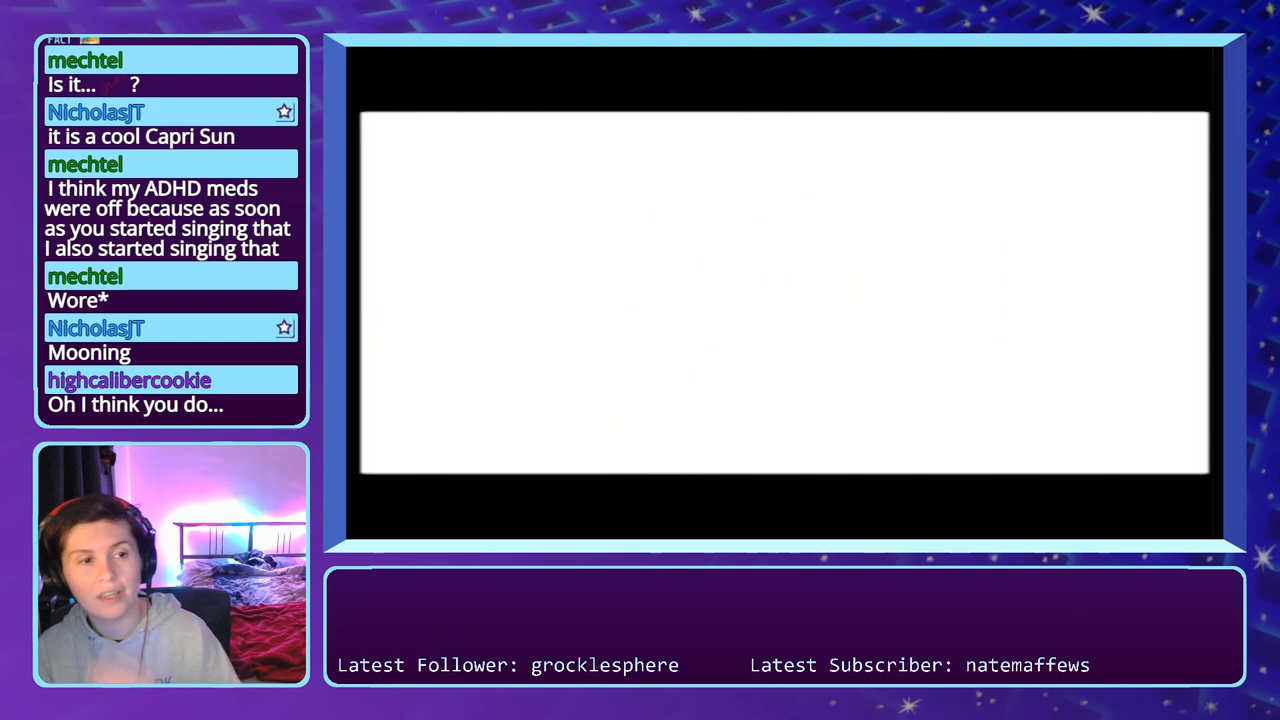 FACT
mechtel
Is it... ?
NicholasJT
it is a cool Capri Sun
mechtel
I think my ADHD meds
were off because as soon
as you started singing that
I also started singing that
mechtel
Wore*
NicholasJT
Mooning
highcalibercookie
Oh I think you do...
Latest Follower: grocklesphere
Latest Subscriber: natemaffews